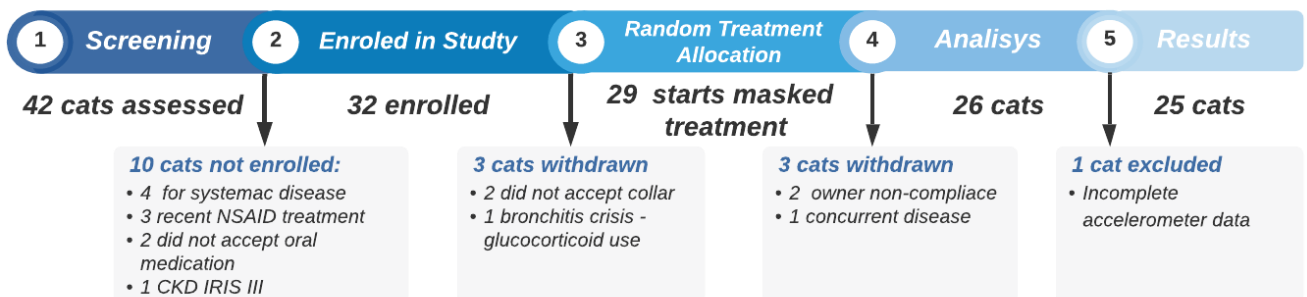 1 Screening 2 Enroled in Studty 3 Random Treatment Allocation 4 Analisys 5 Results
42 cats assessed 32 enrolled 29 starts masked treatment 26 cats 25 cats
10 cats not enrolled:
• 4 for systemac disease
• 3 recent NSAID treatment
• 2 did not accept oral
medication
• 1 CKD IRIS III
3 cats withdrawn
• 2 did not accept collar
• 1 bronchitis crisis -
glucocorticoid use
3 cats withdrawn
• 2 owner non-compliace
• 1 concurrent disease
1 cat excluded
• Incomplete
accelerometer data